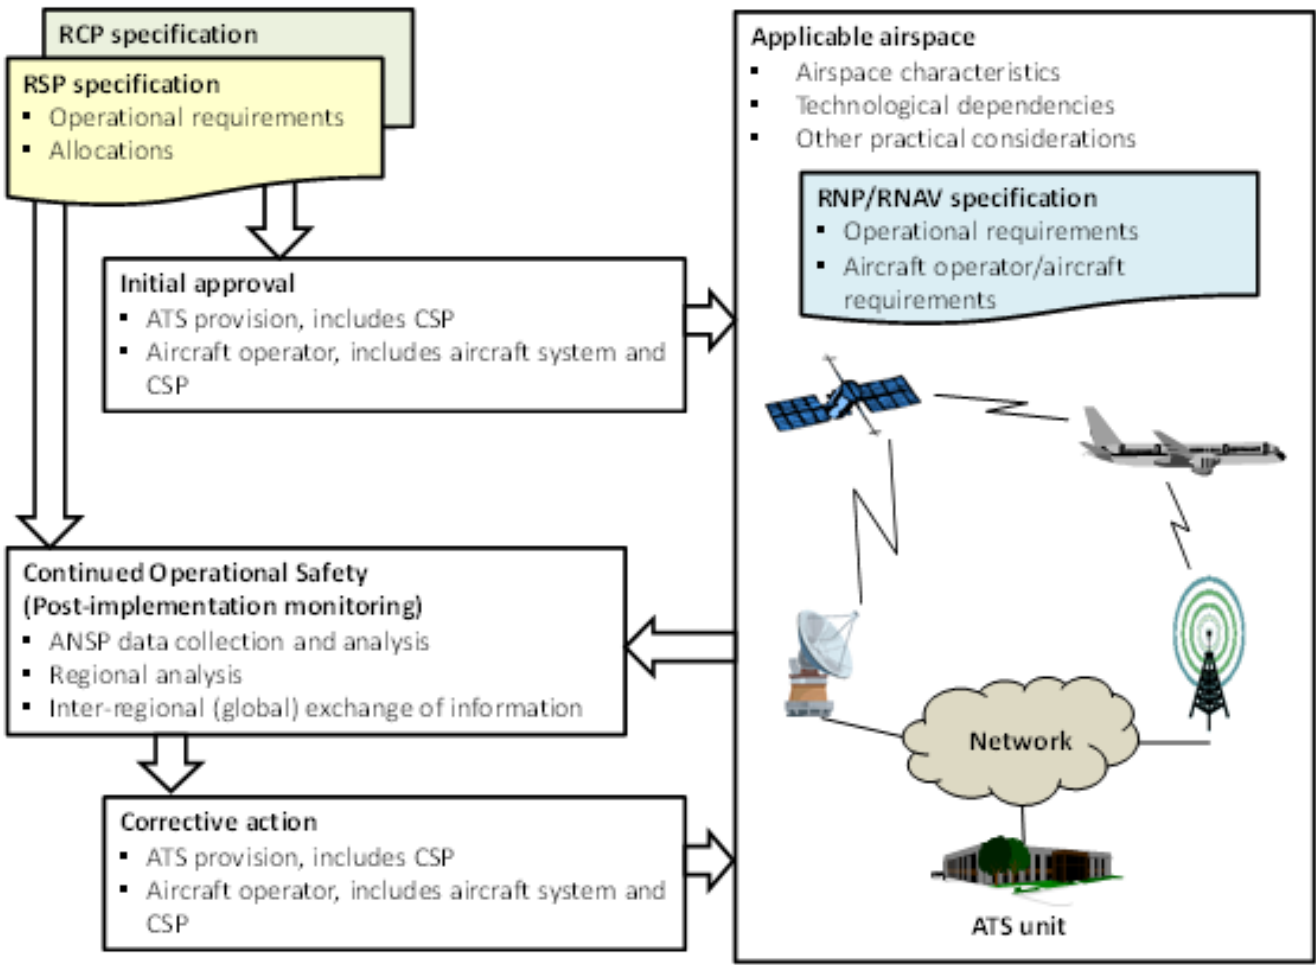 RCP specification
RSP specification
▪ Operational requirements
▪ Allocations
Initial approval
▪ ATS provision, includes CSP
▪ Aircraft operator, includes aircraft system and
CSP
Continued Operational Safety
(Post-implementation monitoring)
▪ ANSP data collection and analysis
▪ Regional analysis
▪ Inter-regional (global) exchange of information
Corrective action
▪ ATS provision, includes CSP
▪ Aircraft operator, includes aircraft system and
CSP
Applicable airspace
▪ Airspace characteristics
▪ Technological dependencies
▪ Other practical considerations
RNP/RNAV specification
▪ Operational requirements
▪ Aircraft operator/aircraft
requirements
Network
ATS unit